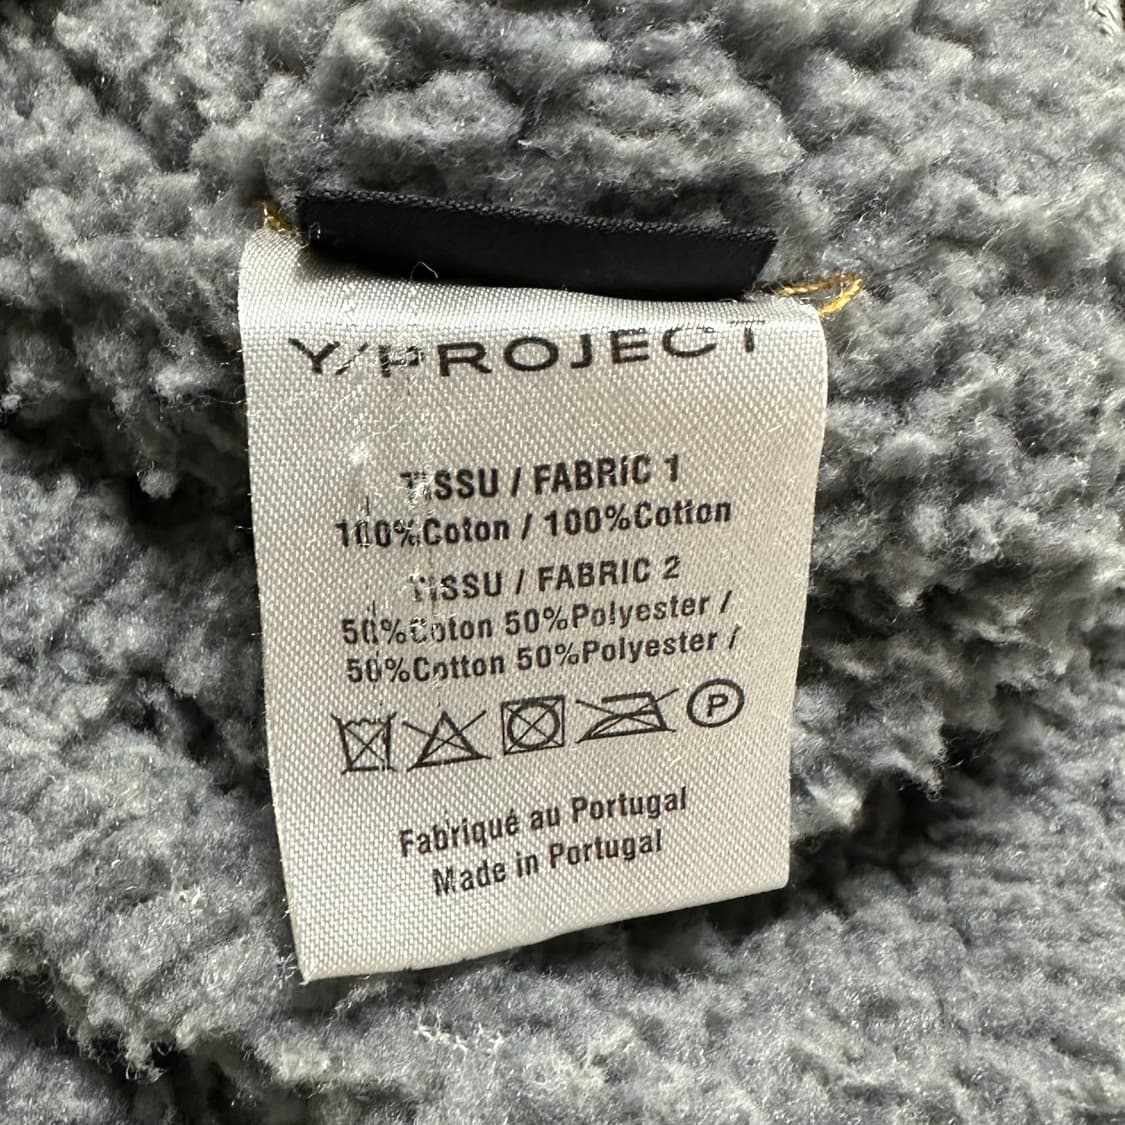 Y/PROJECT
TISSU / FABRIC 1
100%Coton / 100%Cotton
TISSU / FABRIC 2
50%Coton 50%Polyester /
50%Cotton 50%Polyester /
P
Fabriqué au Portugal
Made in Portugal